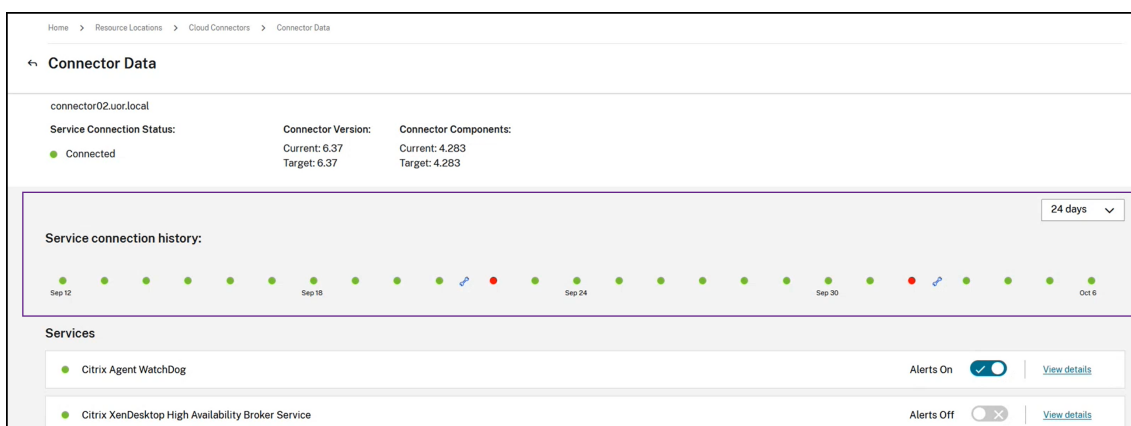 Home > Resource Locations > Cloud Connectors > Connector Data
Connector Data
connector02.uor.local
Service Connection Status: Connector Version: Connector Components:
Connected Current: 6.37 Current: 4.283
Target: 6.37 Target: 4.283
24 days
Service connection history:
Sep 12 Sep 18 Sep 24 Sep 30 Oct 6
Services
Citrix Agent WatchDog Alerts On View details
Citrix XenDesktop High Availability Broker Service Alerts Off View details